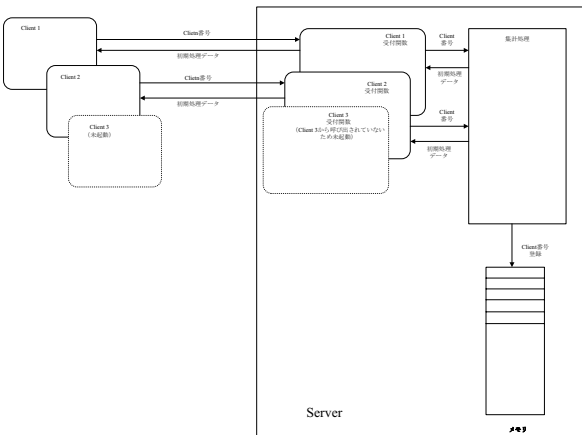 Client 1
Client番号
初期処理データ
Client 2
Client番号
初期処理データ
Client 3
(未起動)
Client 1
受付関数
Client 2
受付関数
Client 3
受付関数
(Client 3から呼び出されていない
ため未起動)
Client
番号
初期処理
データ
Client
番号
初期処理
データ
集計処理
Client番号
登録
Server
メモリ